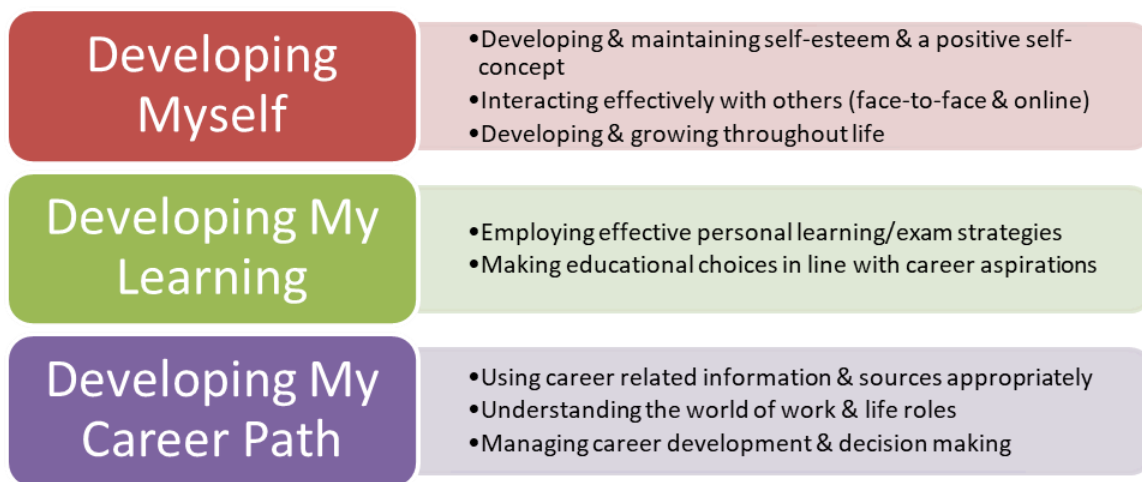 Developing
Myself
•Developing & maintaining self-esteem & a positive self-
concept
•Interacting effectively with others (face-to-face & online)
•Developing & growing throughout life
Developing My
Learning
•Employing effective personal learning/exam strategies
•Making educational choices in line with career aspirations
Developing My
Career Path
•Using career related information & sources appropriately
•Understanding the world of work & life roles
•Managing career development & decision making